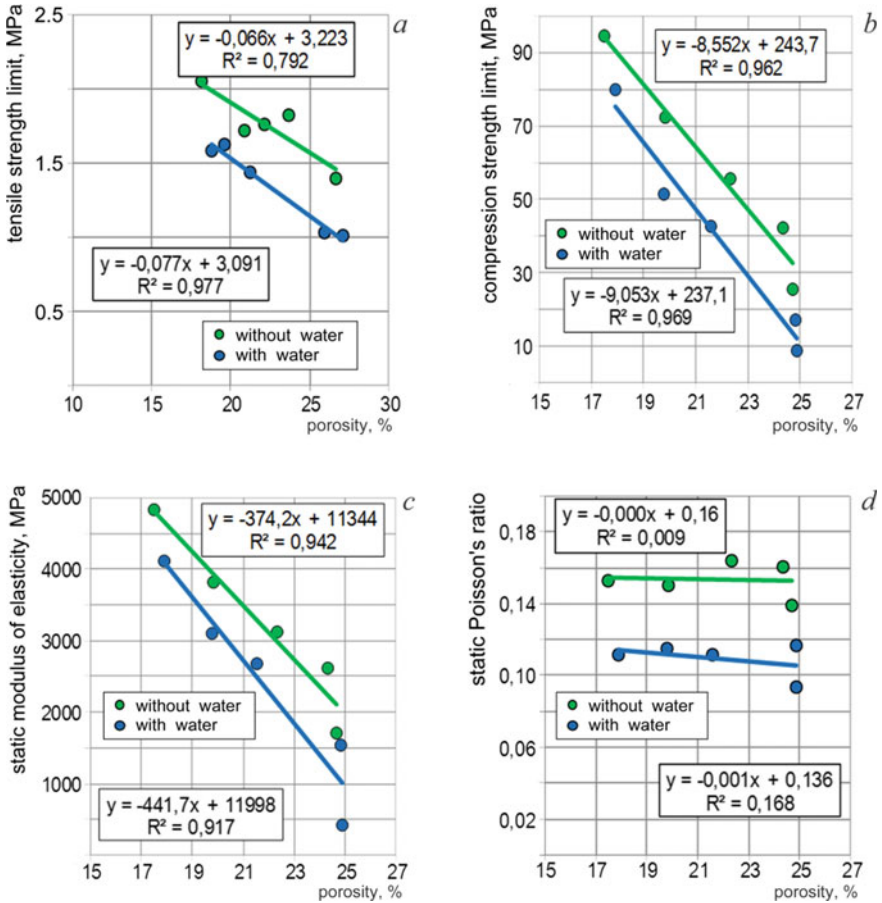 a
tensile strength limit, MPa
y = -0,066x + 3,223
R² = 0,792
2.5
1.5
1.0
0.5
y = -0,077x + 3,091
R² = 0,977
without water
with water
10 15 20 25 30
porosity, %
b
compression strength limit, MPa
y = -8,552x + 243,7
R² = 0,962
90
70
50
30
10
without water
with water
y = -9,053x + 237,1
R² = 0,969
15 17 19 21 23 25 27
porosity, %
c
static modulus of elasticity, MPa
y = -374,2x + 11344
R² = 0,942
5000
4000
3000
2000
1000
without water
with water
y = -441,7x + 11998
R² = 0,917
15 17 19 21 23 25 27
porosity, %
d
static Poisson's ratio
y = -0,000x + 0,16
R² = 0,009
0,18
0,14
0,10
0,06
0,02
without water
with water
y = -0,001x + 0,136
R² = 0,168
15 17 19 21 23 25 27
porosity, %